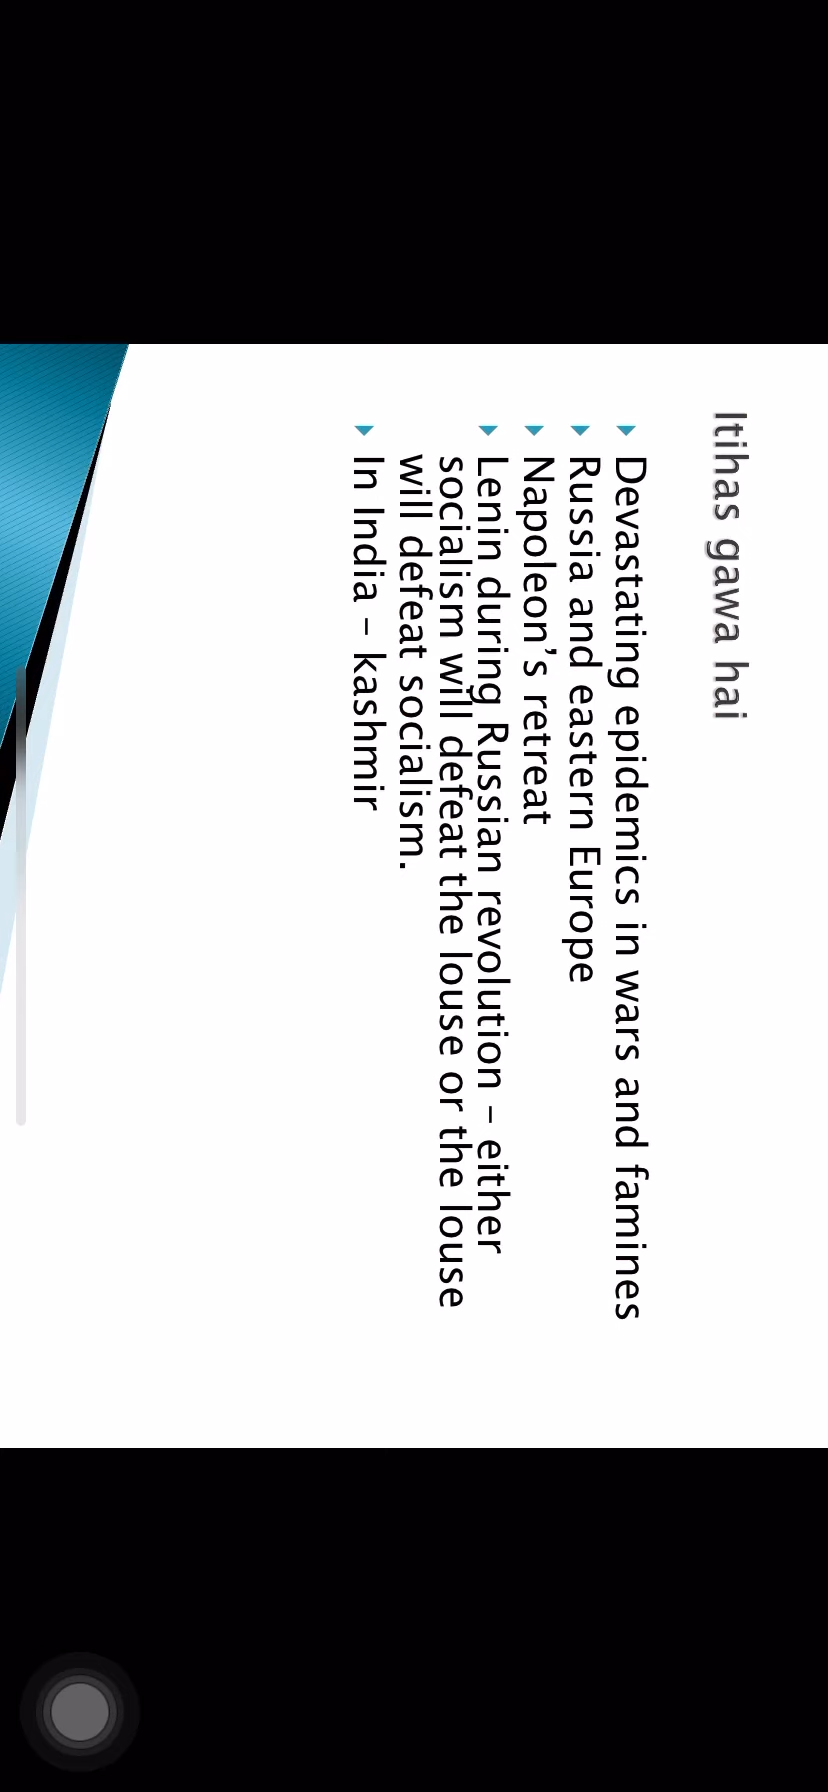 Itihas gawa hai
Devastating epidemics in wars and famines
Russia and eastern Europe
Napoleon’s retreat
Lenin during Russian revolution – either
socialism will defeat the louse or the louse
will defeat socialism.
In India – kashmir